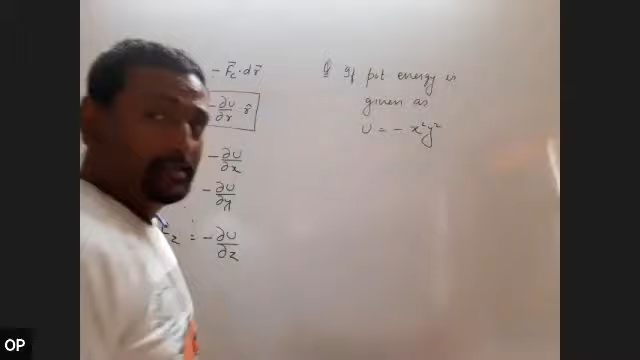 - F⃗c · dr⃗
- ∂U/∂r r̂
- ∂U/∂x
- ∂U/∂y
z = - ∂U/∂z
Q If pot energy is
given as
U = - x²y²
OP